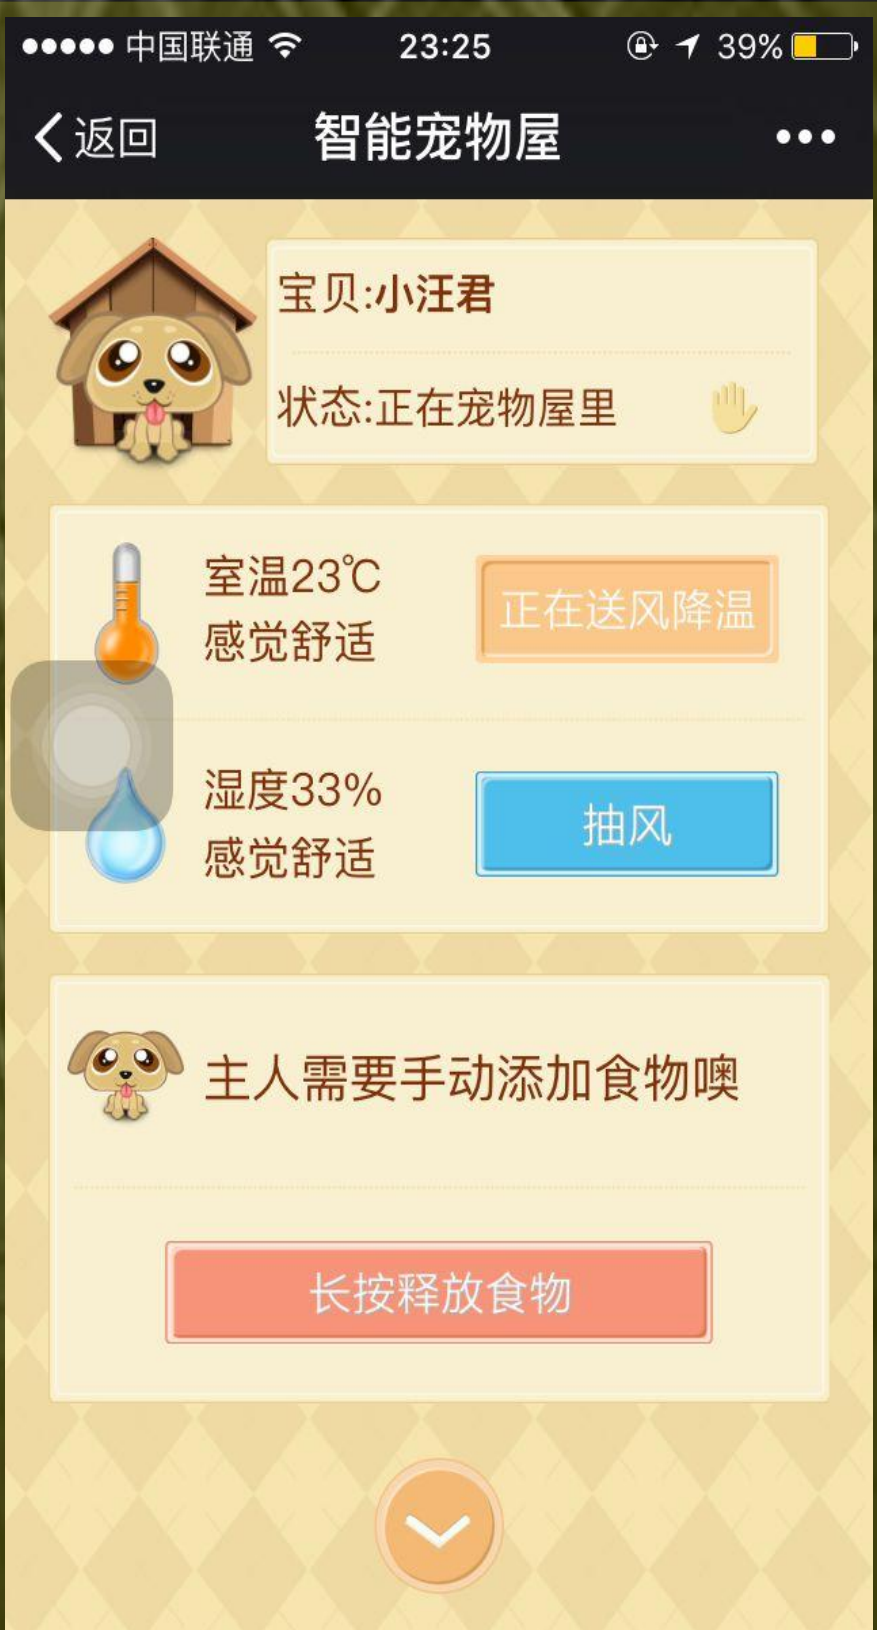 中国联通 23:25 39%
返回 智能宠物屋
宝贝:小汪君
状态:正在宠物屋里
室温23℃
感觉舒适
正在送风降温
湿度33%
感觉舒适
抽风
主人需要手动添加食物噢
长按释放食物